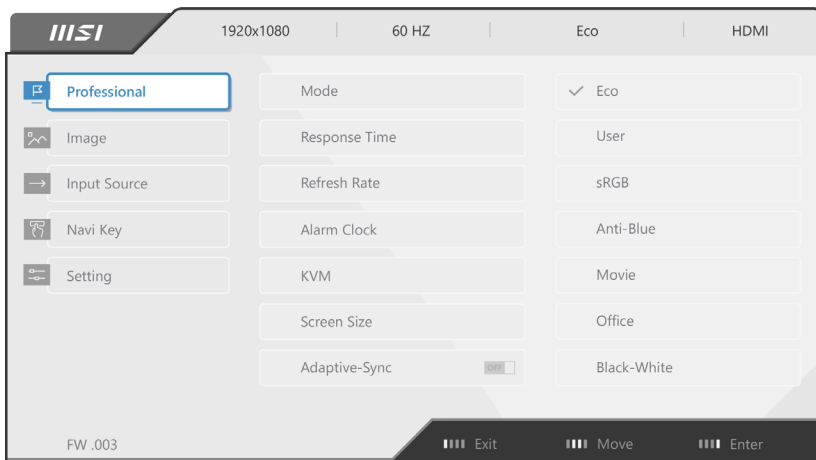 msi 1920x1080 60 HZ Eco HDMI
Professional Mode Eco
Image Response Time User
Input Source Refresh Rate sRGB
Navi Key Alarm Clock Anti-Blue
Setting KVM Movie
Screen Size Office
Adaptive-Sync OFF Black-White
FW .003 Exit Move Enter